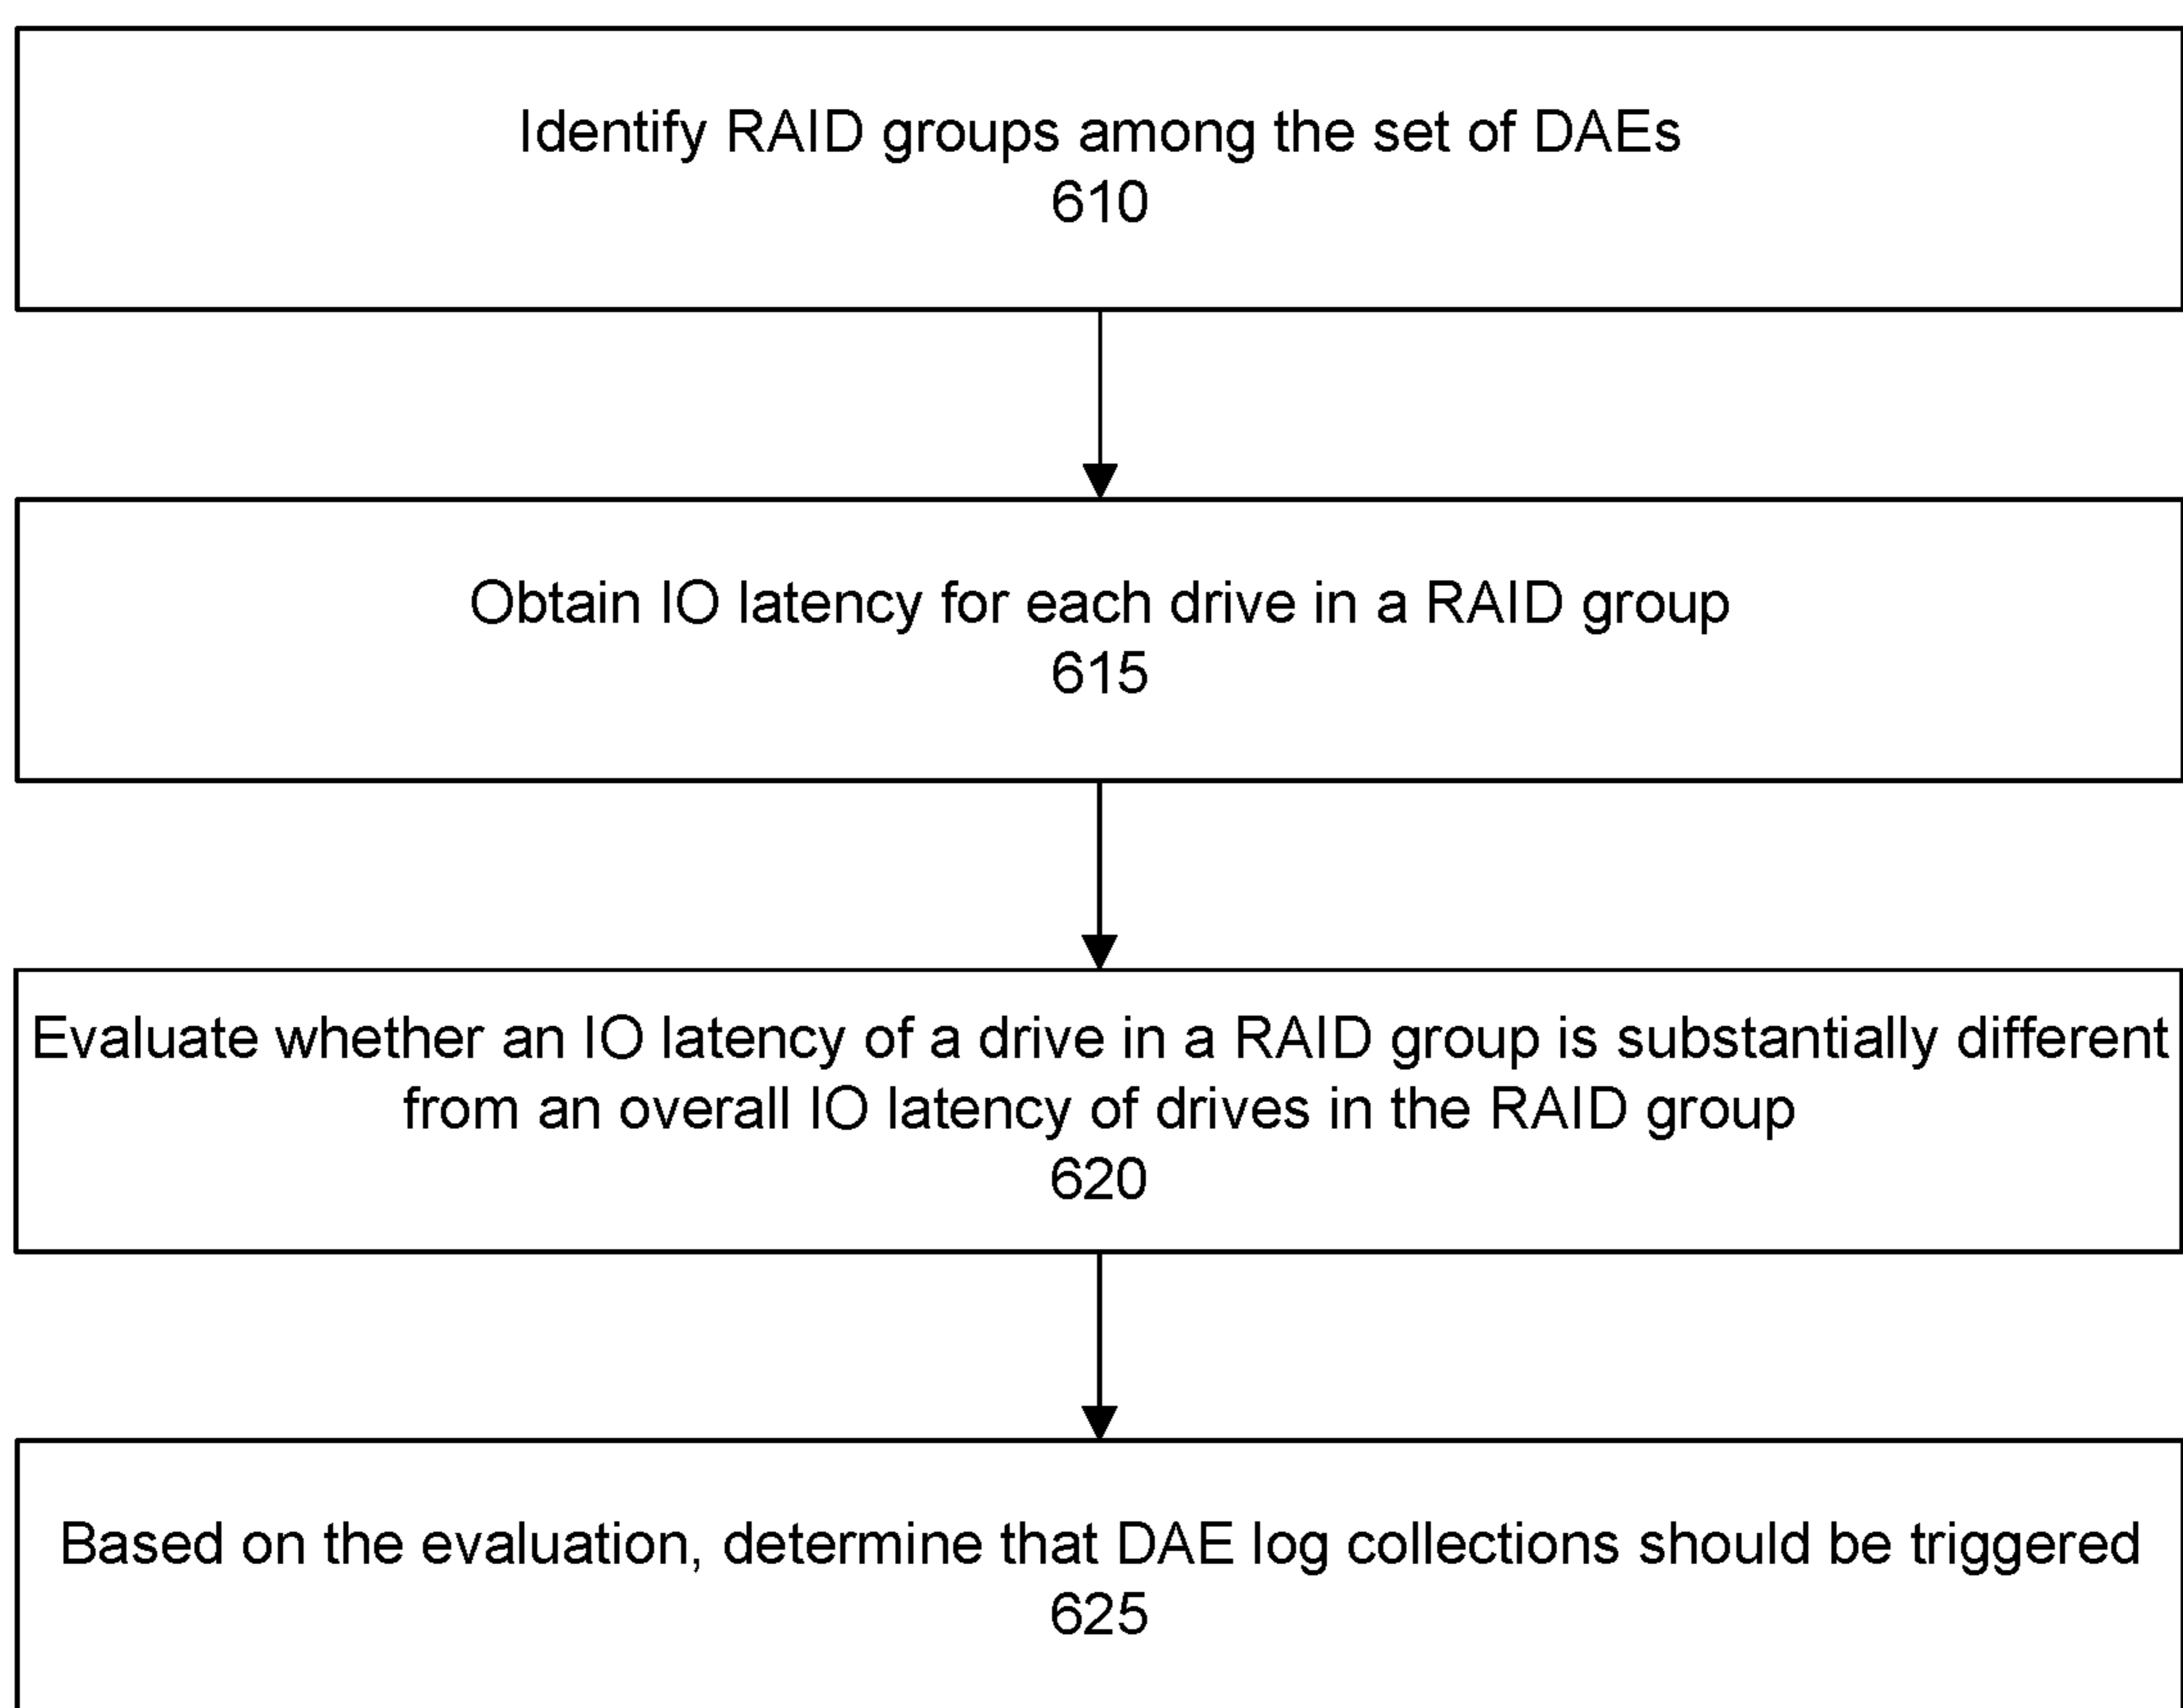 Identify RAID groups among the set of DAEs
610
Obtain IO latency for each drive in a RAID group
615
Evaluate whether an IO latency of a drive in a RAID group is substantially different
from an overall IO latency of drives in the RAID group
620
Based on the evaluation, determine that DAE log collections should be triggered
625